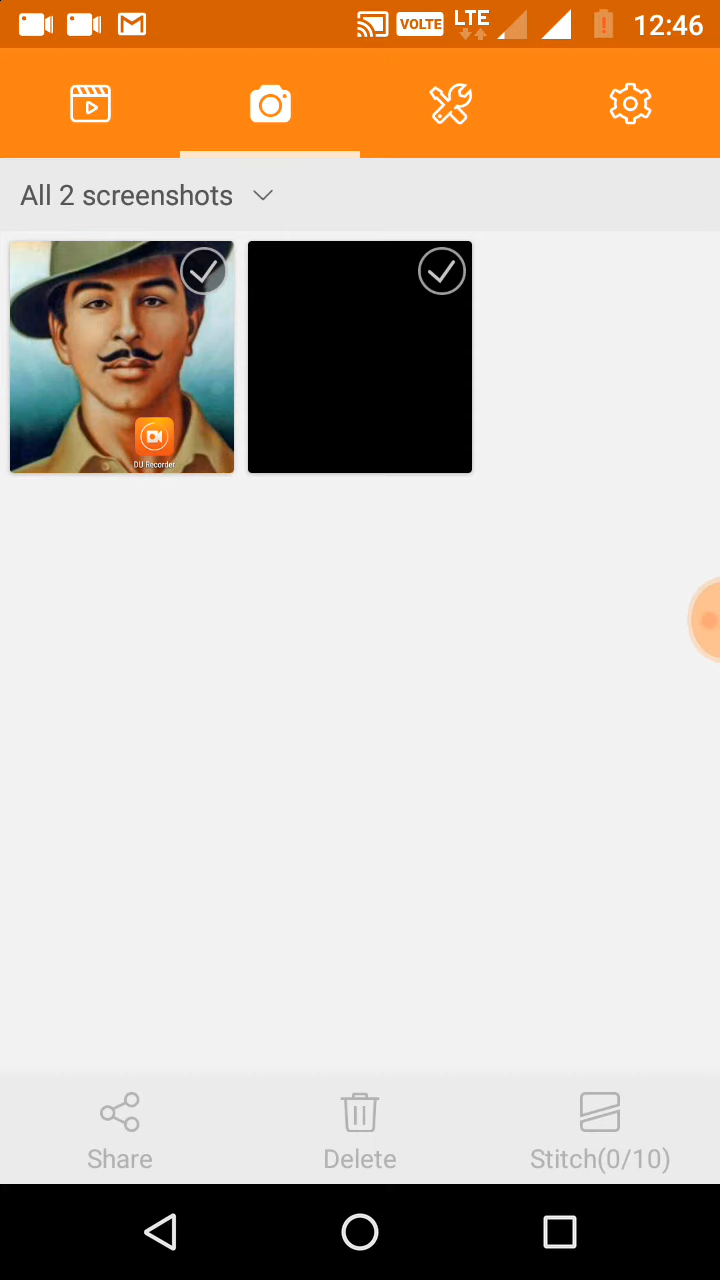 VOLTE
LTE
12:46
All 2 screenshots
DU Recorder
Share
Delete
Stitch(0/10)